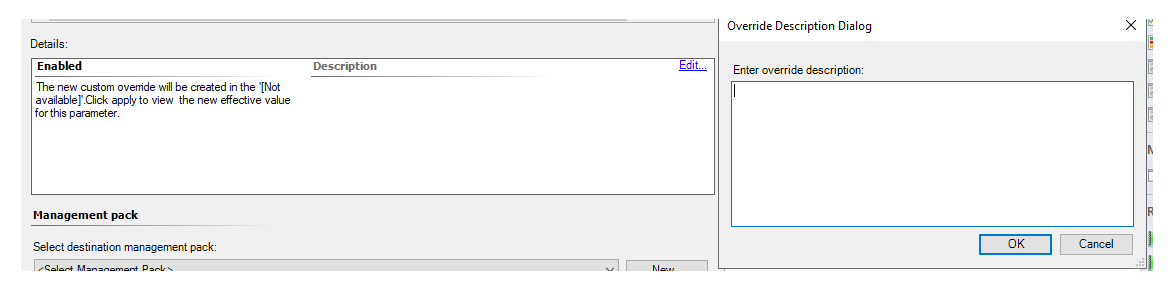 Details:
Enabled
Description
Edit...
The new custom override will be created in the '[Not
available]'.Click apply to view  the new effective value
for this parameter.
Management pack
Select destination management pack:
<Select Management Pack>
New...
Override Description Dialog
Enter override description:
OK
Cancel